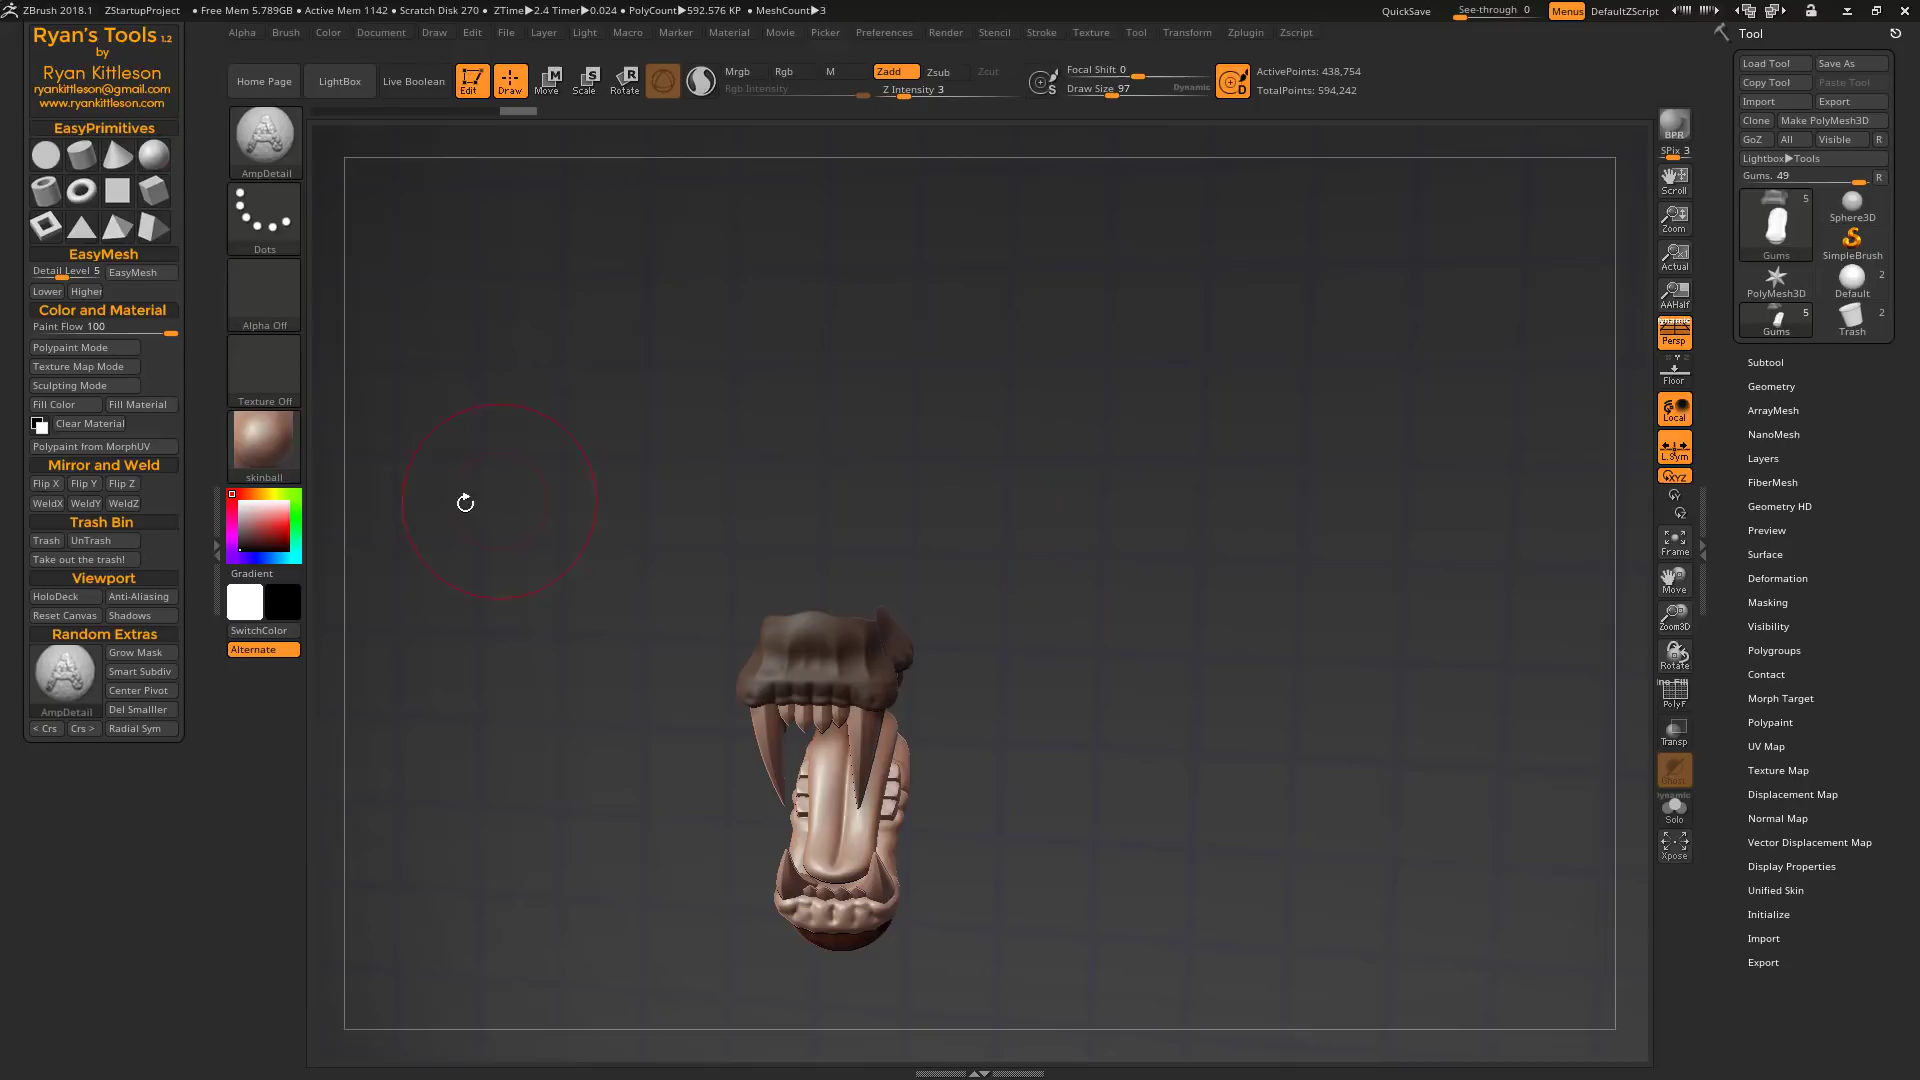 ZBrush 2018.1 ZStartupProject • Free Mem 5.789GB • Active Mem 1142 • Scratch Disk 270 • ZTime▶2.4 Timer▶0.024 • PolyCount▶592.576 KP • MeshCount▶3 QuickSave See-through 0 Menus DefaultZScript
Alpha Brush Color Document Draw Edit File Layer Light Macro Marker Material Movie Picker Preferences Render Stencil Stroke Texture Tool Transform Zplugin Zscript
Home Page LightBox Live Boolean Edit Draw Move Scale Rotate
Mrgb Rgb M Zadd Zsub Zcut
Rgb Intensity Z Intensity 3
Focal Shift 0
Draw Size 97 Dynamic
ActivePoints: 438,754
TotalPoints: 594,242
Ryan's Tools 1.2
by
Ryan Kittleson
ryankittleson@gmail.com
www.ryankittleson.com
EasyPrimitives
EasyMesh
Detail Level 5 EasyMesh
Lower Higher
Color and Material
Paint Flow 100
Polypaint Mode
Texture Map Mode
Sculpting Mode
Fill Color Fill Material
Clear Material
Polypaint from MorphUV
Mirror and Weld
Flip X Flip Y Flip Z
WeldX WeldY WeldZ
Trash Bin
Trash UnTrash
Take out the trash!
Viewport
HoloDeck Anti-Aliasing
Reset Canvas Shadows
Random Extras
Grow Mask
Smart Subdiv
Center Pivot
AmpDetail Del Smalller
< Crs Crs > Radial Sym
AmpDetail
Dots
Alpha Off
Texture Off
skinball
Gradient
SwitchColor
Alternate
BPR
SPix 3
Scroll
Zoom
Actual
AAHalf
Dynamic
Persp
Floor
Local
L.Sym
XYZ
Frame
Move
Zoom3D
Rotate
PolyF
Transp
Ghost
Dynamic
Solo
Xpose
Tool
Load Tool Save As
Copy Tool Paste Tool
Import Export
Clone Make PolyMesh3D
GoZ All Visible R
Lightbox▶Tools
Gums. 49 R
5
Gums
Sphere3D
SimpleBrush
PolyMesh3D
2
Default
5
Gums
2
Trash
Subtool
Geometry
ArrayMesh
NanoMesh
Layers
FiberMesh
Geometry HD
Preview
Surface
Deformation
Masking
Visibility
Polygroups
Contact
Morph Target
Polypaint
UV Map
Texture Map
Displacement Map
Normal Map
Vector Displacement Map
Display Properties
Unified Skin
Initialize
Import
Export